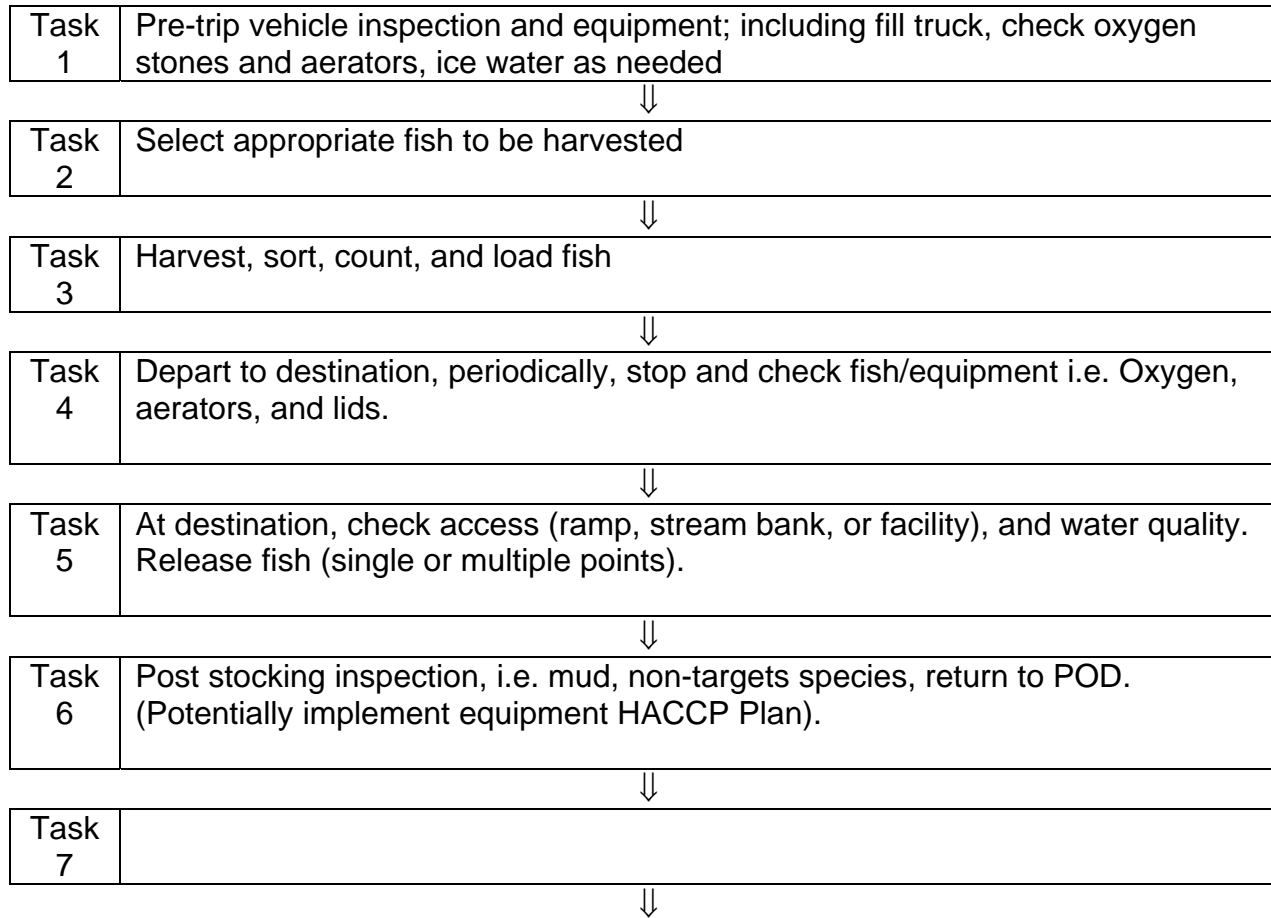 Task Pre-trip vehicle inspection and equipment; including fill truck, check oxygen
1 stones and aerators, ice water as needed
⇓
Task Select appropriate fish to be harvested
2
⇓
Task Harvest, sort, count, and load fish
3
⇓
Task Depart to destination, periodically, stop and check fish/equipment i.e. Oxygen,
4 aerators, and lids.
⇓
Task At destination, check access (ramp, stream bank, or facility), and water quality.
5 Release fish (single or multiple points).
⇓
Task Post stocking inspection, i.e. mud, non-targets species, return to POD.
6 (Potentially implement equipment HACCP Plan).
⇓
Task
7
⇓